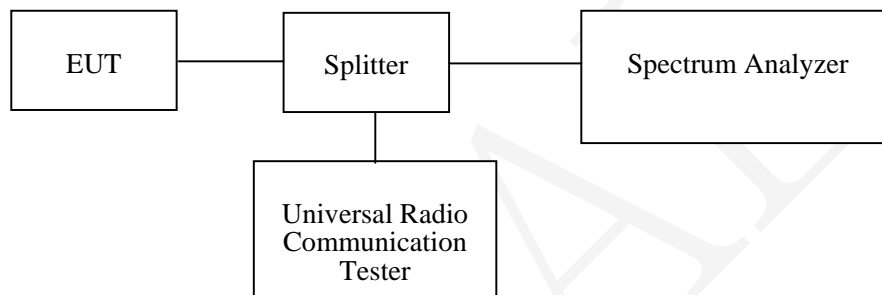 EUT
Splitter
Spectrum Analyzer
Universal Radio
Communication
Tester